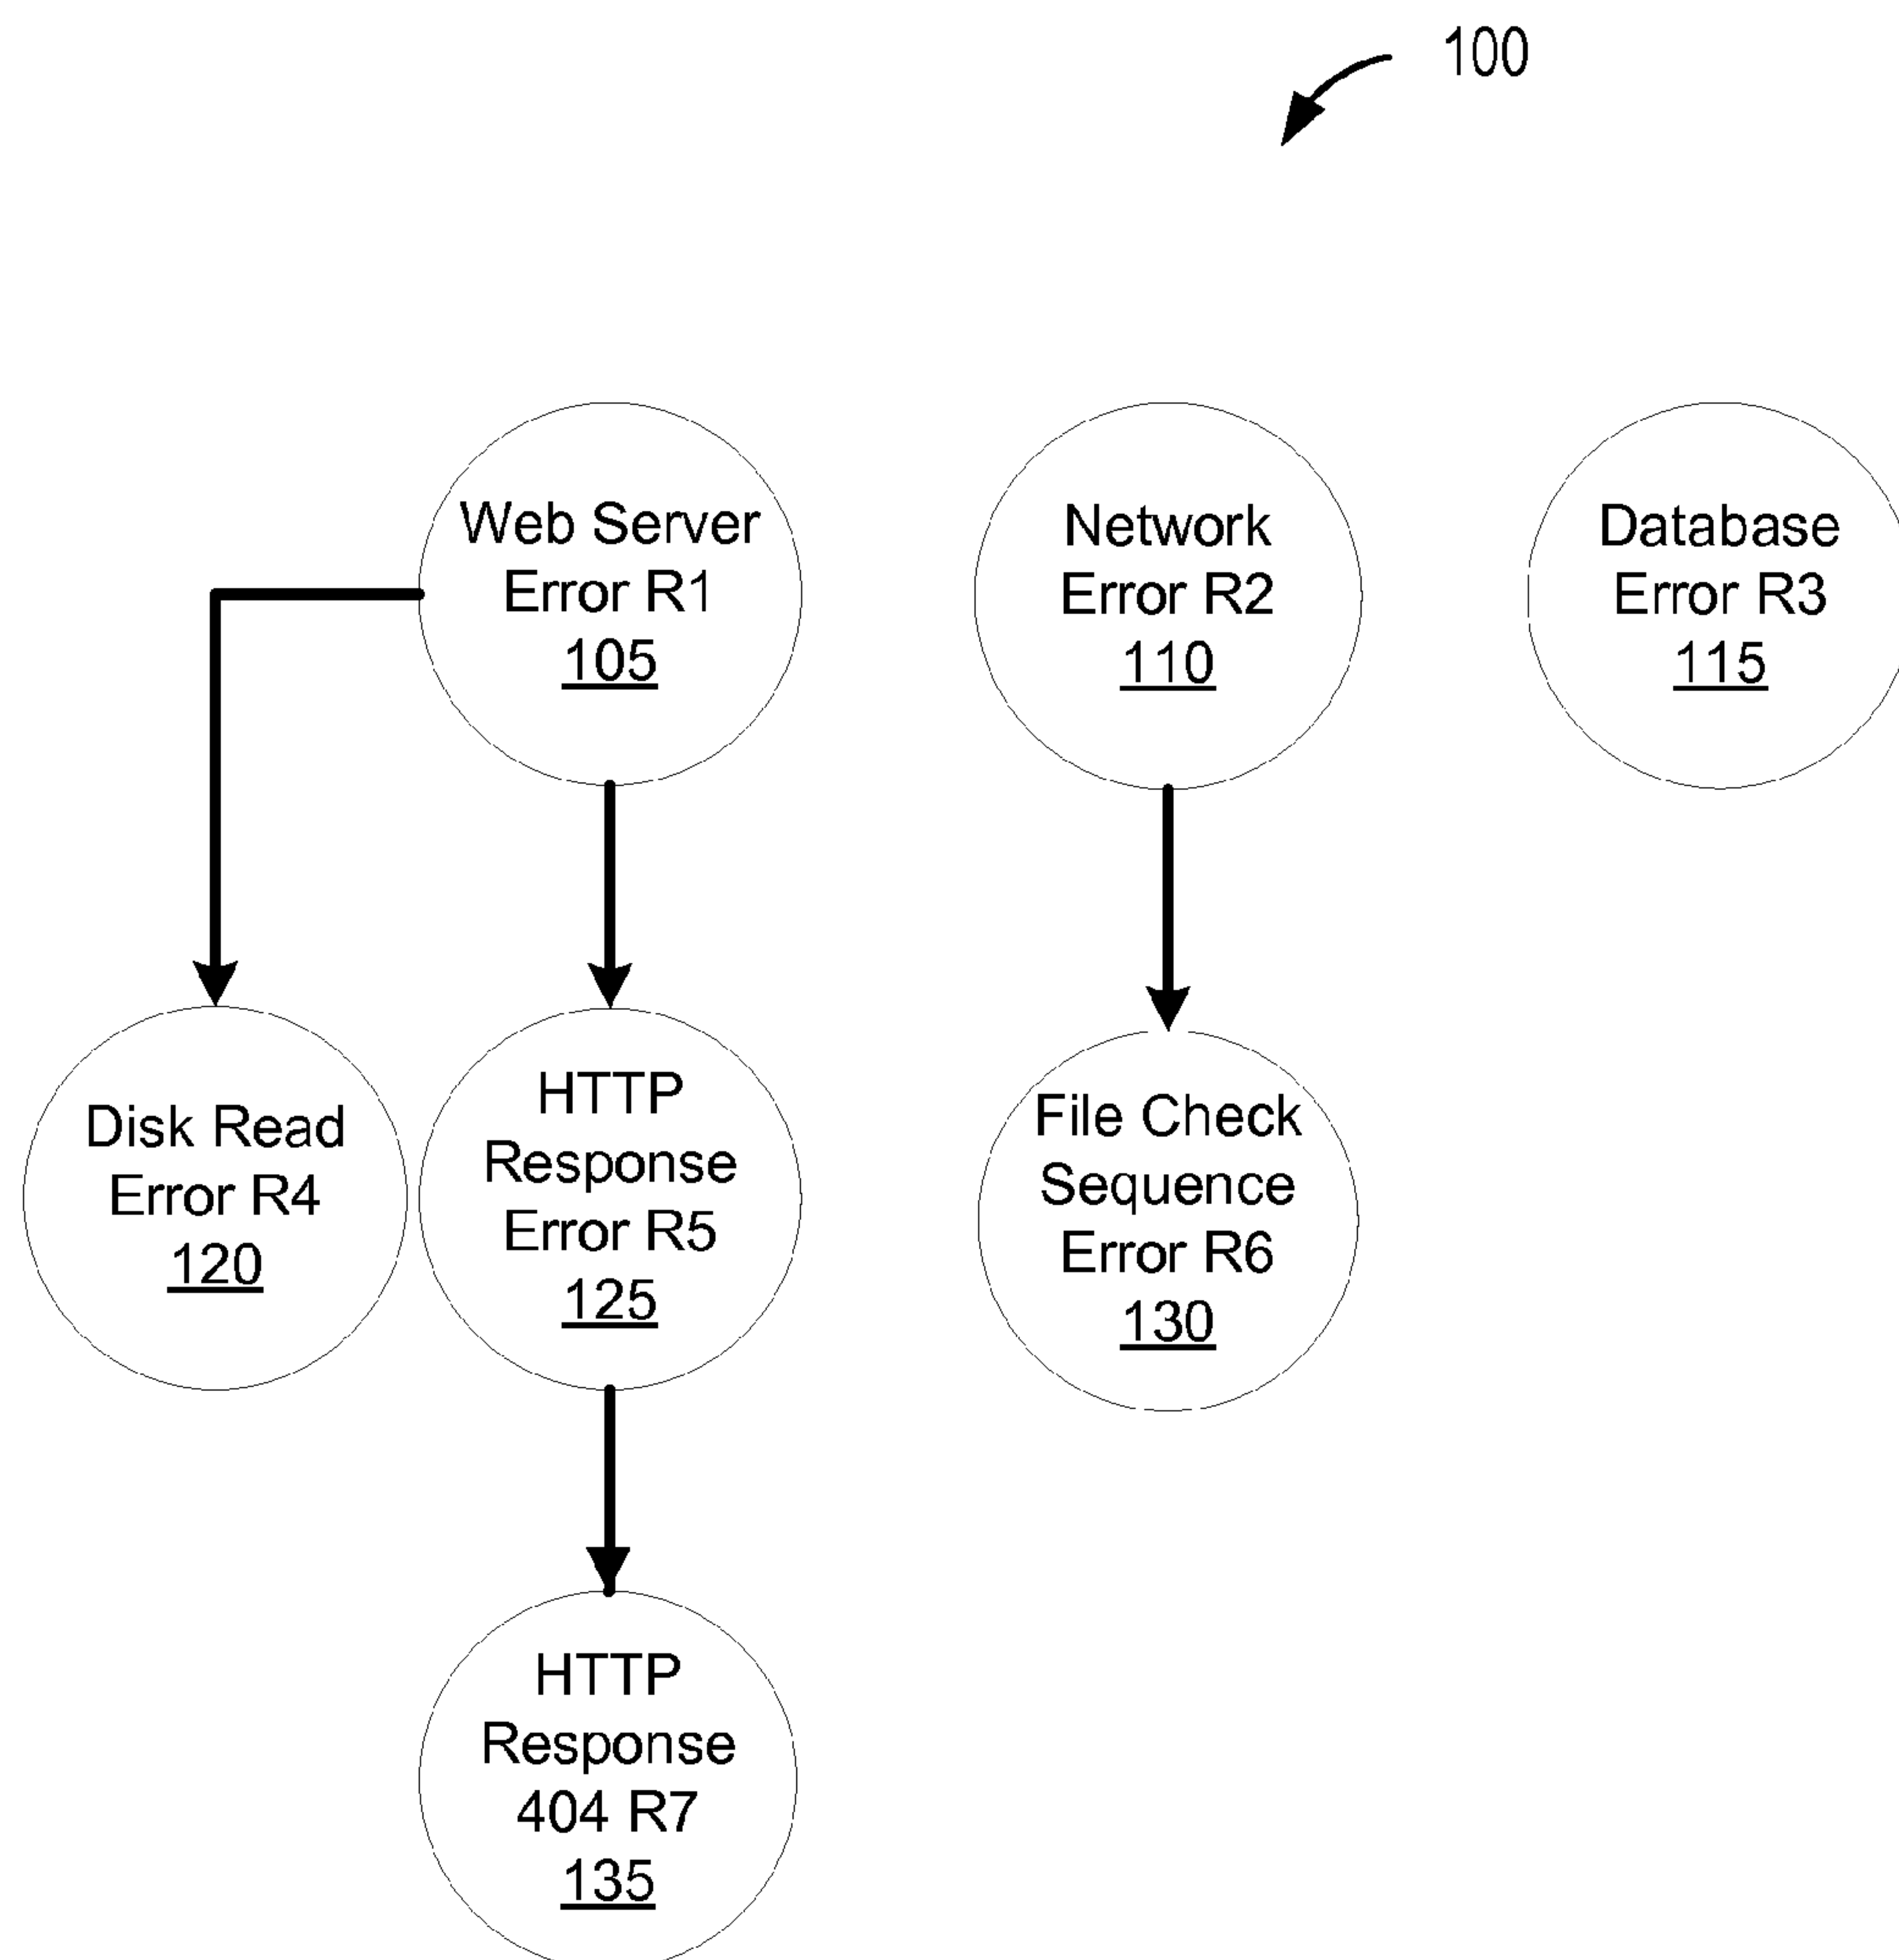 100
Web Server
Error R1
105
Network
Error R2
110
Database
Error R3
115
Disk Read
Error R4
120
HTTP
Response
Error R5
125
File Check
Sequence
Error R6
130
HTTP
Response
404 R7
135